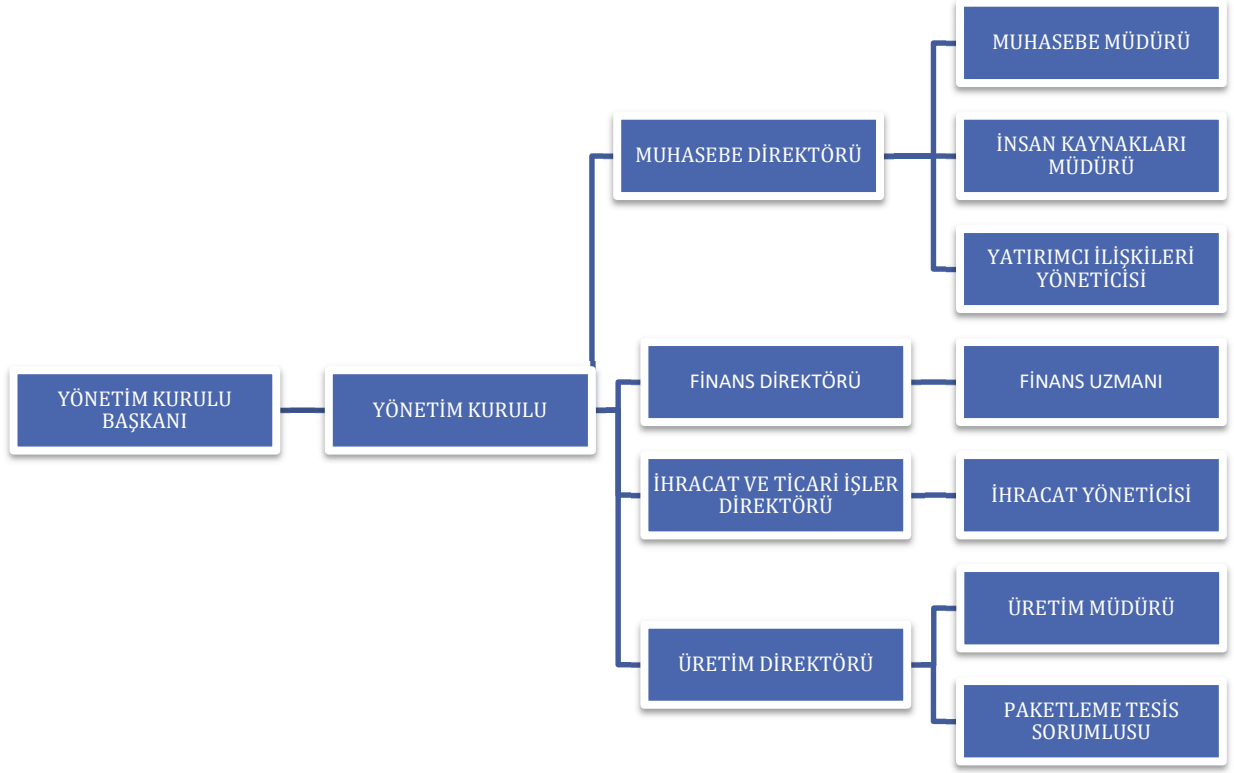 YÖNETİM KURULU
BAŞKANI
YÖNETİM KURULU
MUHASEBE DİREKTÖRÜ
MUHASEBE MÜDÜRÜ
İNSAN KAYNAKLARI
MÜDÜRÜ
YATIRIMCI İLİŞKİLERİ
YÖNETİCİSİ
FİNANS DİREKTÖRÜ
FİNANS UZMANI
İHRACAT VE TİCARİ İŞLER
DİREKTÖRÜ
İHRACAT YÖNETİCİSİ
ÜRETİM DİREKTÖRÜ
ÜRETİM MÜDÜRÜ
PAKETLEME TESİS
SORUMLUSU